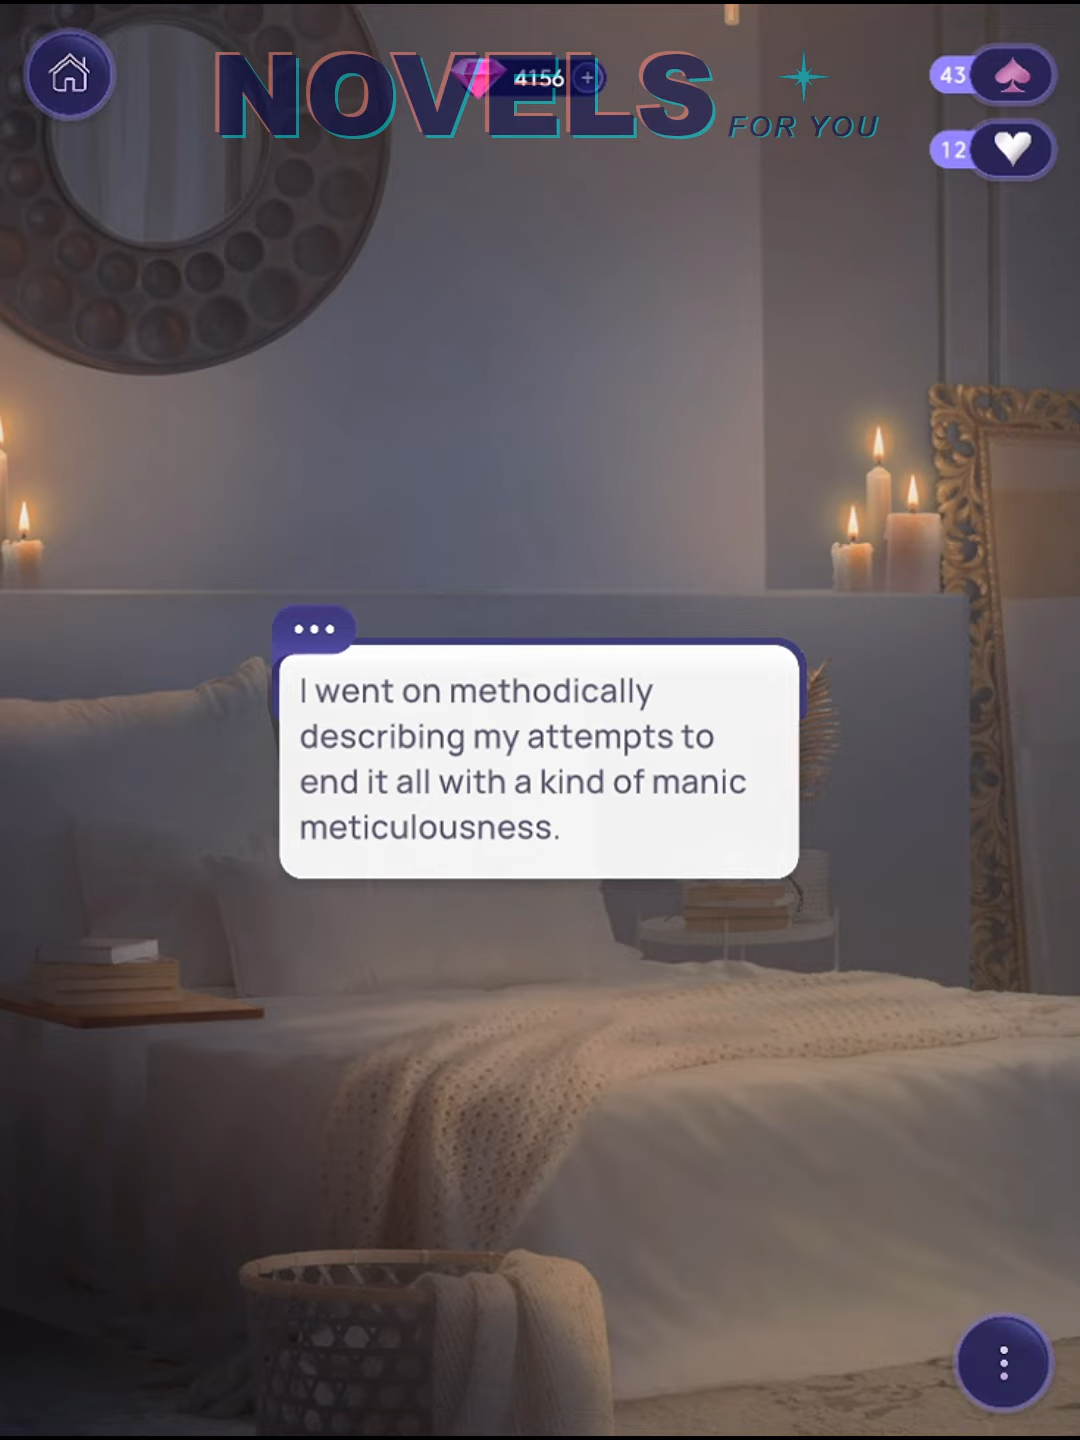 NOVELS
FOR YOU
4156
+
43
12
I went on methodically
describing my attempts to
end it all with a kind of manic
meticulousness.